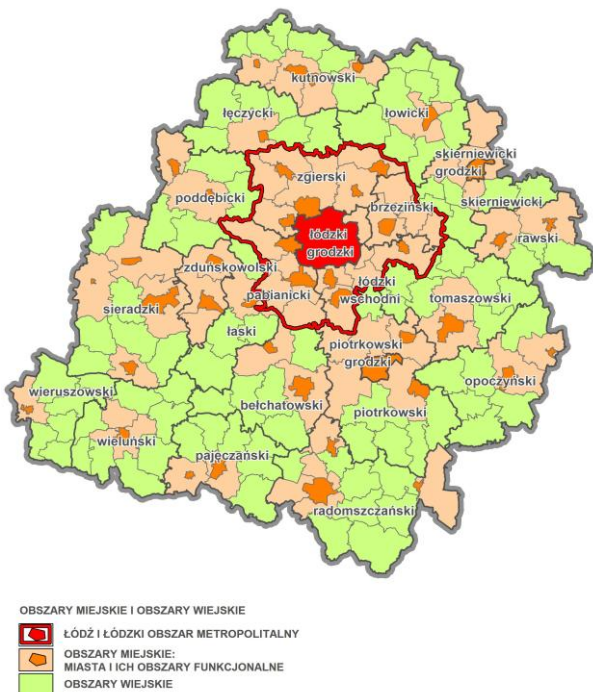 kutnowski
łęczycki
łowicki
skierniewicki
grodzki
zgierski
poddębicki
brzeziński
skierniewicki
rawski
łódzki
grodzki
zduńskowolski
łódzki
wschodni
pabianicki
tomaszowski
sieradzki
łaski
piotrkowski
grodzki
opoczyński
wieruszowski
bełchatowski
piotrkowski
wieluński
pajęczański
radomszczański
OBSZARY MIEJSKIE I OBSZARY WIEJSKIE
ŁÓDŹ I ŁÓDZKI OBSZAR METROPOLITALNY
OBSZARY MIEJSKIE:
MIASTA I ICH OBSZARY FUNKCJONALNE
OBSZARY WIEJSKIE